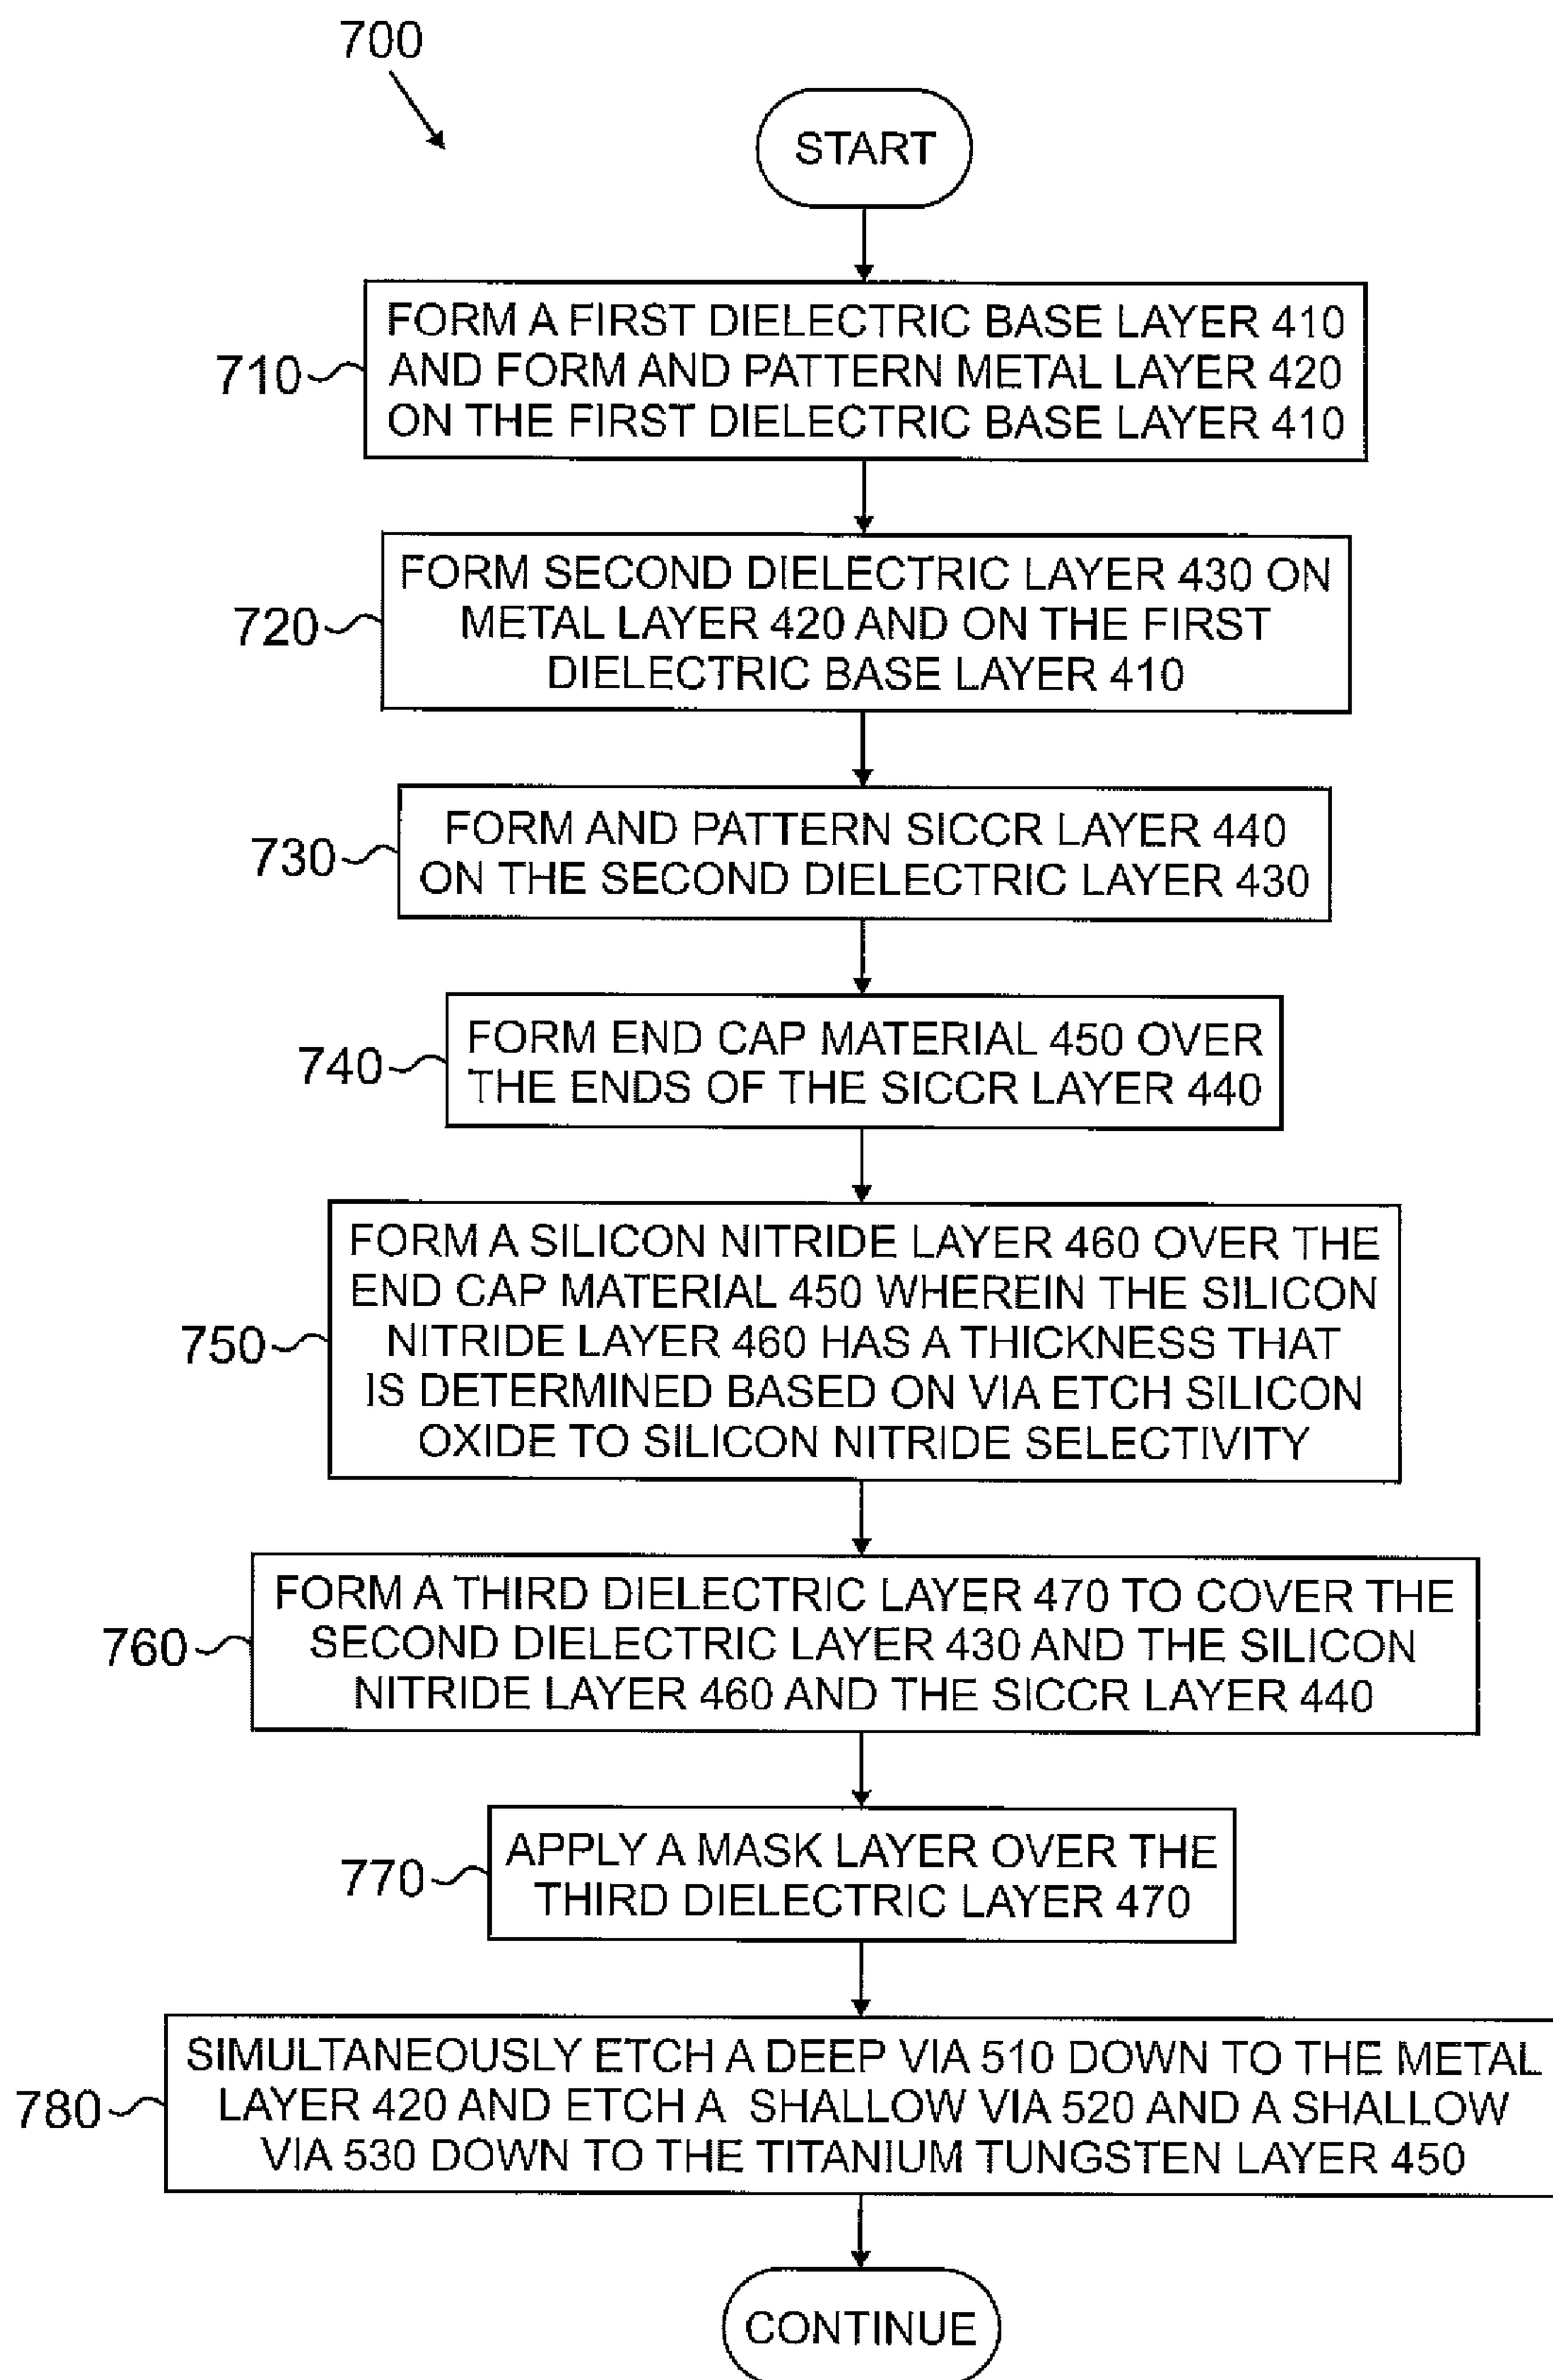 700
START
710
FORM A FIRST DIELECTRIC BASE LAYER 410
AND FORM AND PATTERN METAL LAYER 420
ON THE FIRST DIELECTRIC BASE LAYER 410
720
FORM SECOND DIELECTRIC LAYER 430 ON
METAL LAYER 420 AND ON THE FIRST
DIELECTRIC BASE LAYER 410
730
FORM AND PATTERN SICCR LAYER 440
ON THE SECOND DIELECTRIC LAYER 430
740
FORM END CAP MATERIAL 450 OVER
THE ENDS OF THE SICCR LAYER 440
750
FORM A SILICON NITRIDE LAYER 460 OVER THE
END CAP MATERIAL 450 WHEREIN THE SILICON
NITRIDE LAYER 460 HAS A THICKNESS THAT
IS DETERMINED BASED ON VIA ETCH SILICON
OXIDE TO SILICON NITRIDE SELECTIVITY
760
FORM A THIRD DIELECTRIC LAYER 470 TO COVER THE
SECOND DIELECTRIC LAYER 430 AND THE SILICON
NITRIDE LAYER 460 AND THE SICCR LAYER 440
770
APPLY A MASK LAYER OVER THE
THIRD DIELECTRIC LAYER 470
780
SIMULTANEOUSLY ETCH A DEEP VIA 510 DOWN TO THE METAL
LAYER 420 AND ETCH A SHALLOW VIA 520 AND A SHALLOW
VIA 530 DOWN TO THE TITANIUM TUNGSTEN LAYER 450
CONTINUE